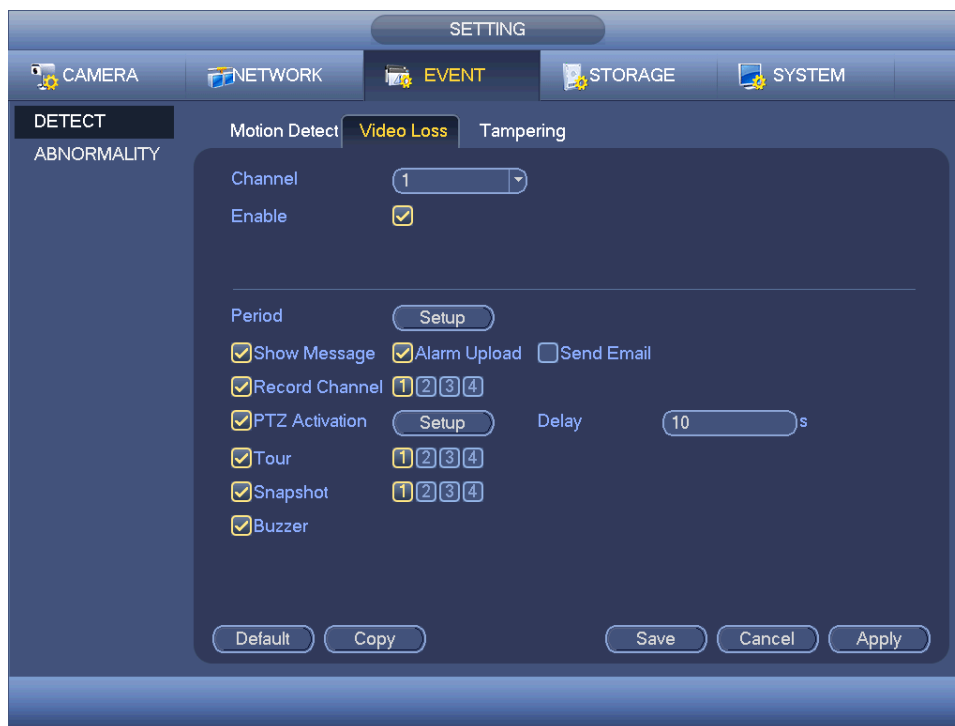 SETTING
CAMERA NETWORK EVENT STORAGE SYSTEM
DETECT
ABNORMALITY
Motion Detect Video Loss Tampering
Channel 1
Enable
Period Setup
Show Message Alarm Upload Send Email
Record Channel 1 2 3 4
PTZ Activation Setup Delay 10 s
Tour 1 2 3 4
Snapshot 1 2 3 4
Buzzer
Default Copy Save Cancel Apply